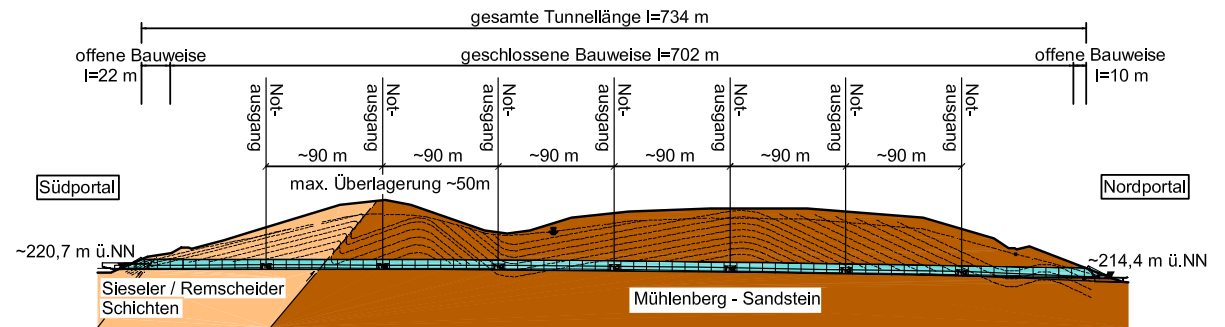 gesamte Tunnellänge l=734 m
offene Bauweise
l=22 m
geschlossene Bauweise l=702 m
offene Bauweise
l=10 m
Not-
ausgang
Not-
ausgang
Not-
ausgang
Not-
ausgang
Not-
ausgang
Not-
ausgang
Not-
ausgang
~90 m
~90 m
~90 m
~90 m
~90 m
~90 m
Südportal
max. Überlagerung ~50m
Nordportal
~220,7 m ü.NN
~214,4 m ü.NN
Sieseler / Remscheider
Schichten
Mühlenberg - Sandstein